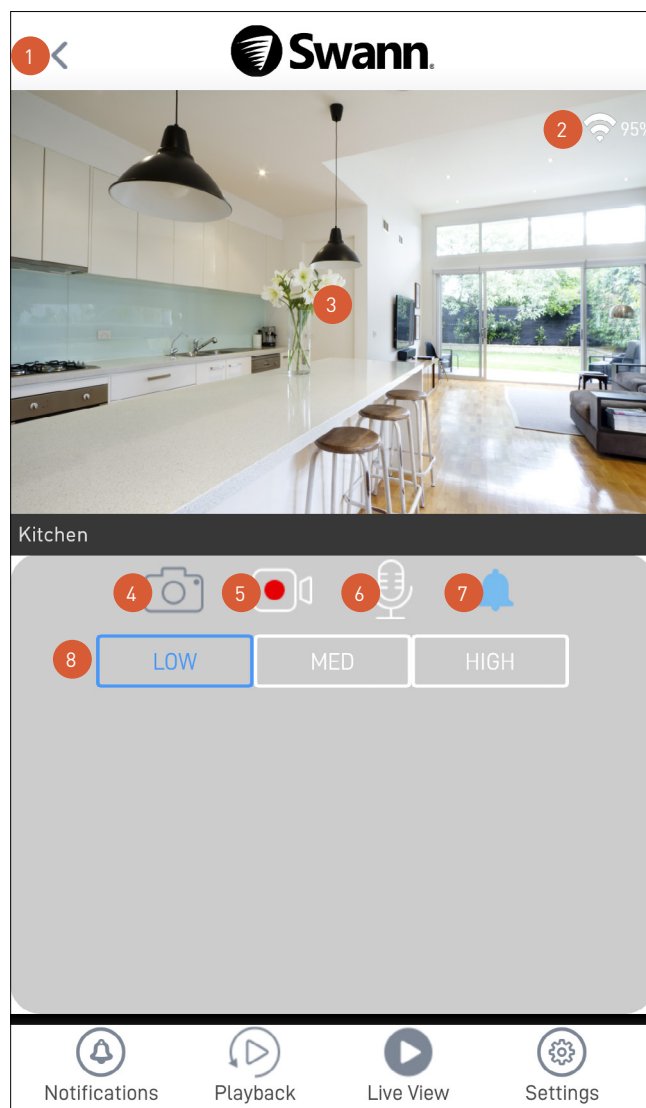 1
Swann®
2 95%
3
Kitchen
4 5 6 7
8 LOW MED HIGH
Notifications Playback Live View Settings